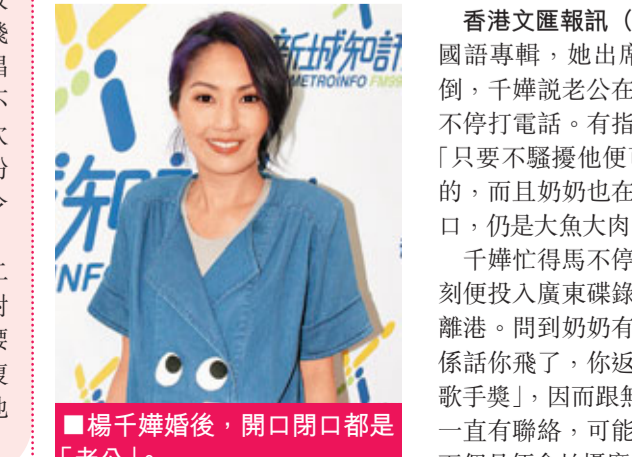 新城知訊
METROINFO FM99
知
INF
■楊千嬅婚後，開口閉口都是
「老公」。
香港文匯報訊（
國語專輯，她出席
倒，千嬅說老公在
不停打電話。有指
「只要不騷擾他便
的，而且奶奶也在
口，仍是大魚大肉
千嬅忙得馬不停
刻便投入廣東碟錄
離港。問到奶奶有
係話你飛了，你返
歌手獎」，因而跟無
一直有聯絡，可能